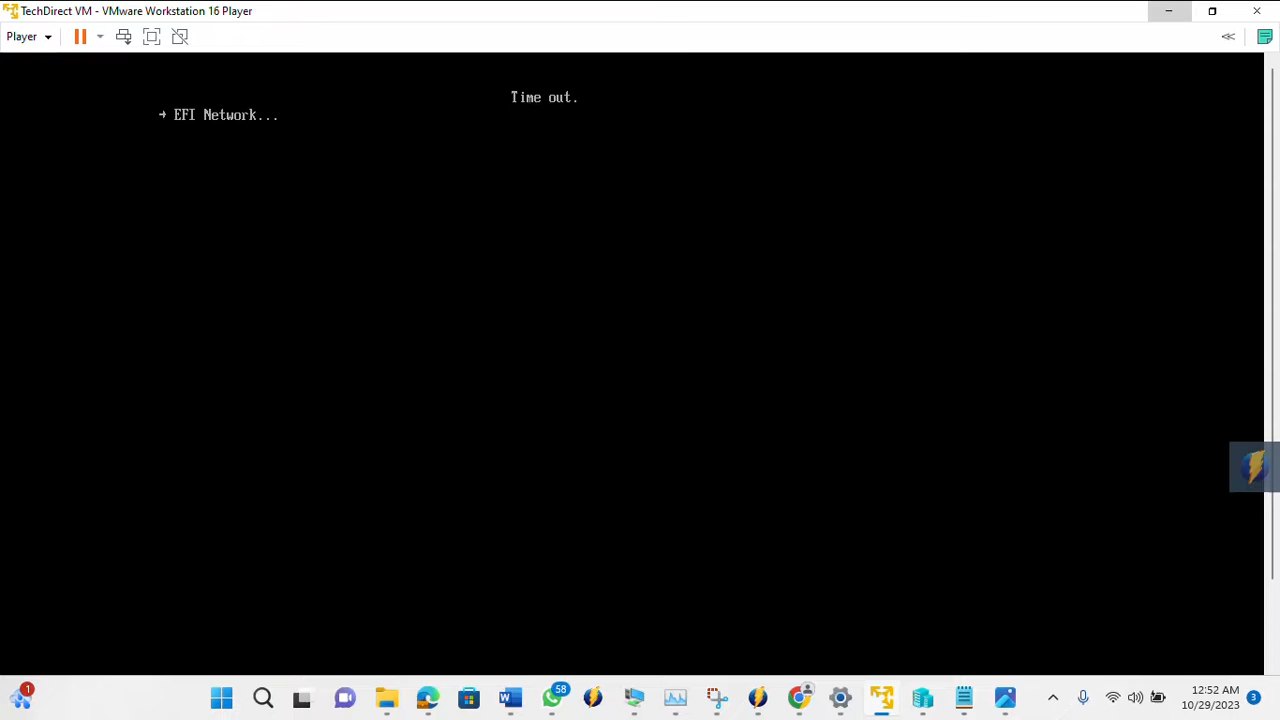 TechDirect VM - VMware Workstation 16 Player
Player
Time out.
→ EFI Network...
1
58
12:52 AM
10/29/2023
3